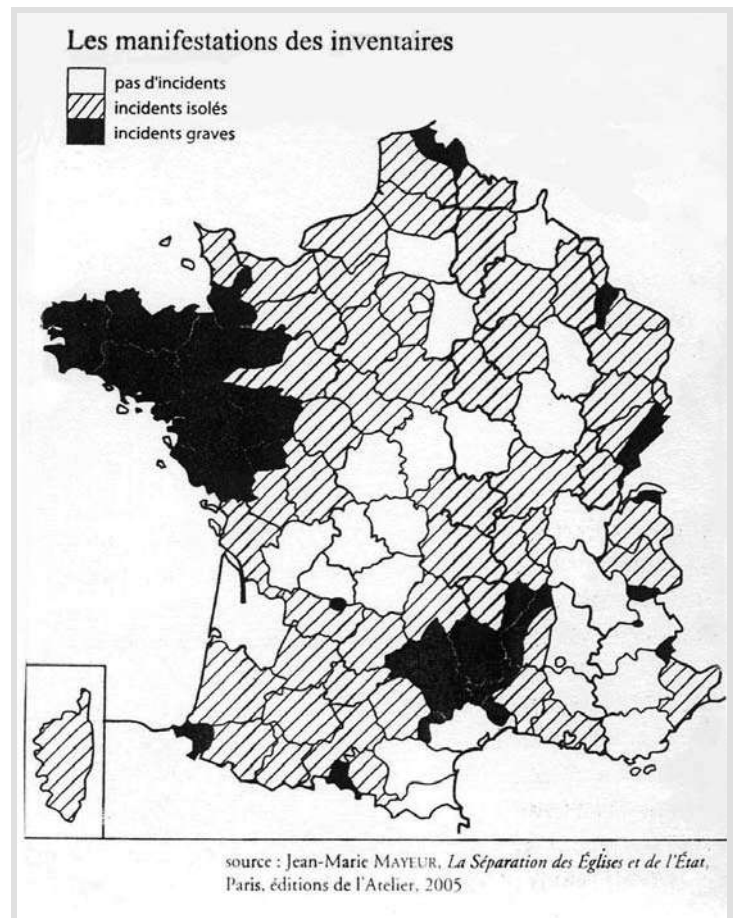 Les manifestations des inventaires
pas d'incidents
incidents isolés
incidents graves
source : Jean-Marie MAYEUR, La Séparation des Églises et de l'État,
Paris, éditions de l'Atelier, 2005